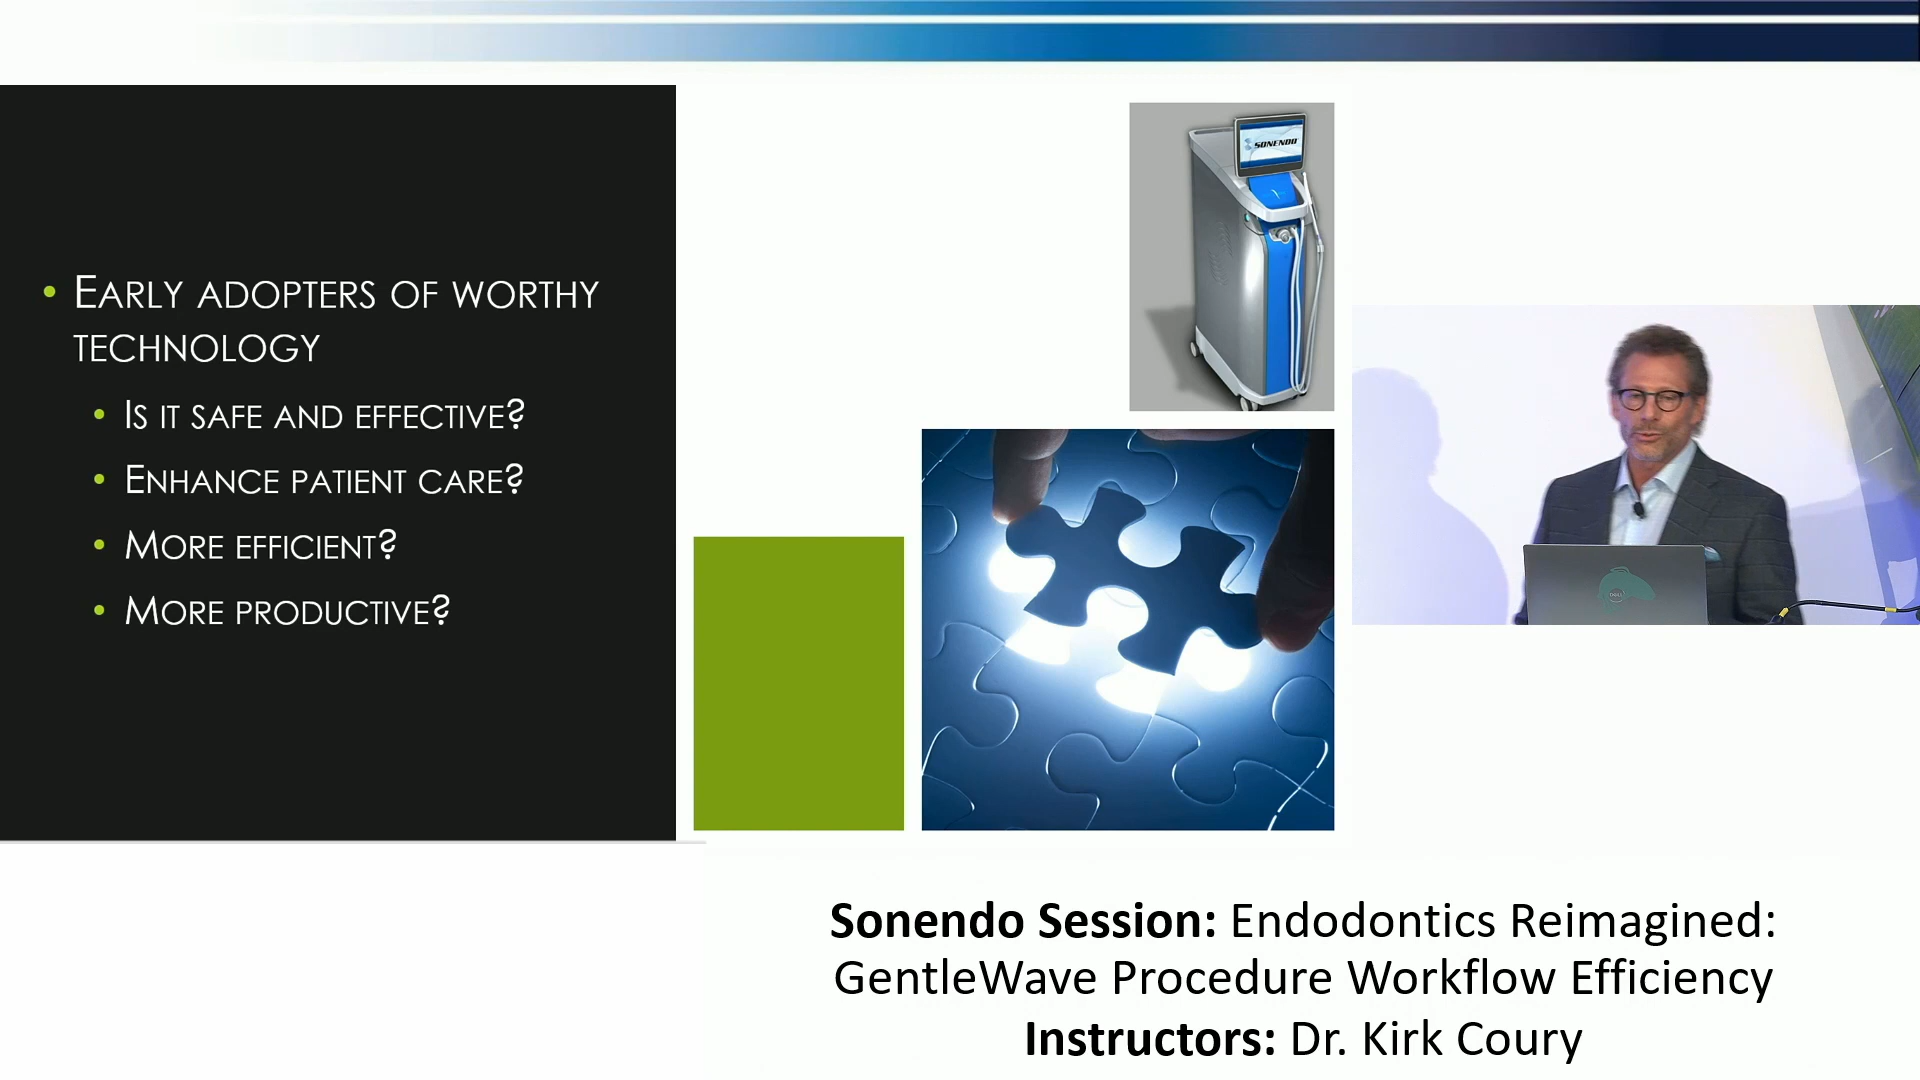 SONENDO
• EARLY ADOPTERS OF WORTHY
TECHNOLOGY
• IS IT SAFE AND EFFECTIVE?
• ENHANCE PATIENT CARE?
• MORE EFFICIENT?
• MORE PRODUCTIVE?
DELL
Sonendo Session: Endodontics Reimagined:
GentleWave Procedure Workflow Efficiency
Instructors: Dr. Kirk Coury